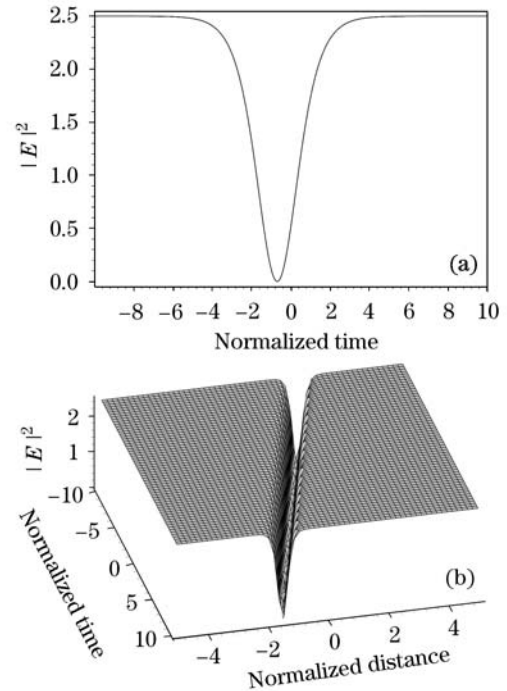 2.5
2.0
1.5
1.0
0.5
0.0
|E|²
(a)
−8 −6 −4 −2 0 2 4 6 8 10
Normalized time
2
1
|E|²
−10
−5
0
5
10
Normalized time
(b)
−4 −2 0 2 4
Normalized distance